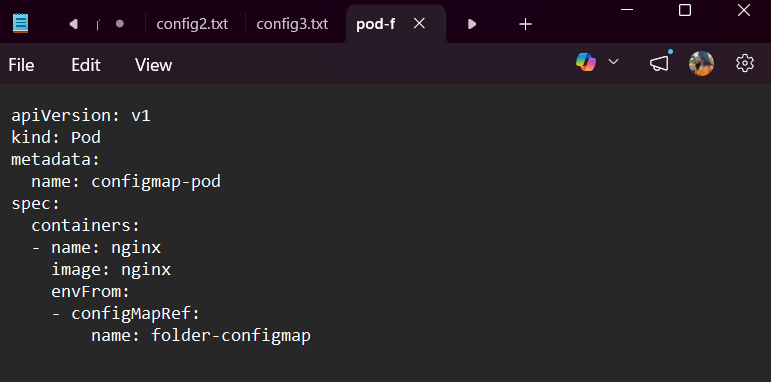 config2.txt
config3.txt
pod-f
File
Edit
View
apiVersion: v1
kind: Pod
metadata:
  name: configmap-pod
spec:
  containers:
  - name: nginx
    image: nginx
    envFrom:
    - configMapRef:
        name: folder-configmap